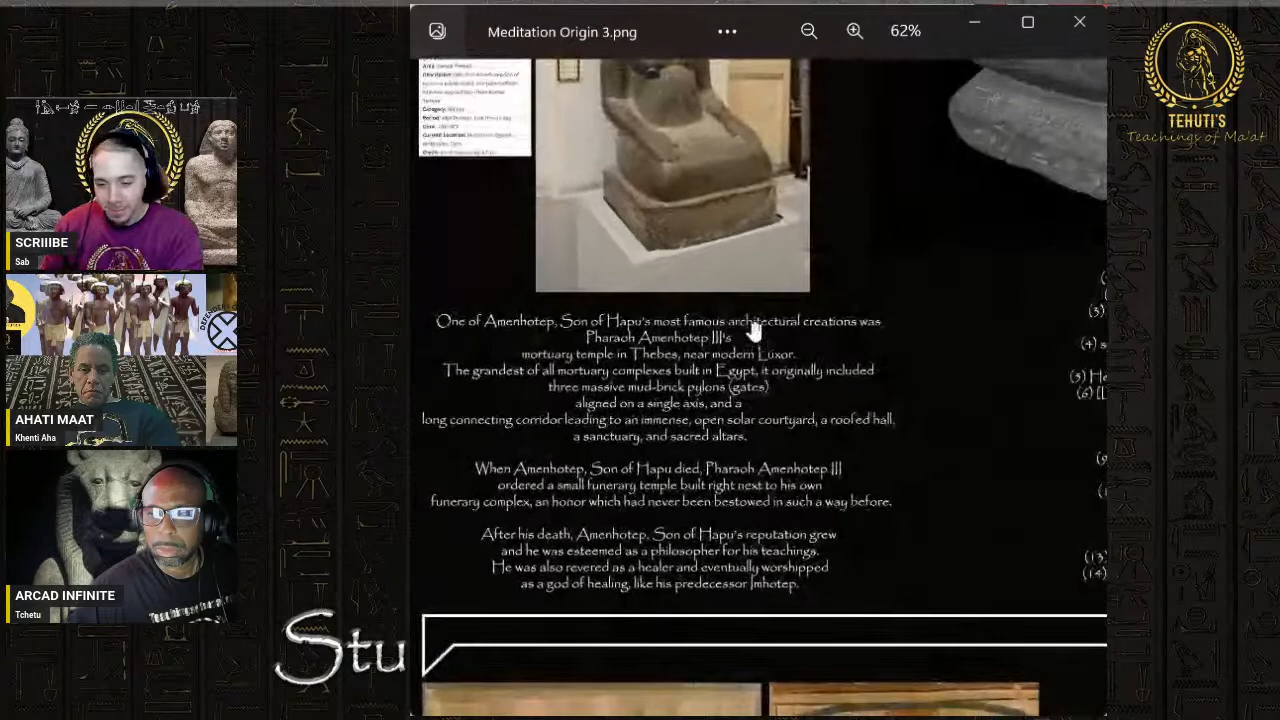 Meditation Origin 3.png
62%
TEHUTI'S
Teachings of Ma'at
SCRIIIBE
Sab
AHATI MAAT
Khenti Aha
ARCAD INFINITE
Tchetu
One of Amenhotep, Son of Hapu's most famous architectural creations was
Pharaoh Amenhotep III's
mortuary temple in Thebes, near modern Luxor.
The grandest of all mortuary complexes built in Egypt, it originally included
three massive mud-brick pylons (gates)
aligned on a single axis, and a
long connecting corridor leading to an immense, open solar courtyard, a roofed hall,
a sanctuary, and sacred altars.
When Amenhotep, Son of Hapu died, Pharaoh Amenhotep III
ordered a small funerary temple built right next to his own
funerary complex, an honor which had never been bestowed in such a way before.
After his death, Amenhotep, Son of Hapu's reputation grew
and he was esteemed as a philosopher for his teachings.
He was also revered as a healer and eventually worshipped
as a god of healing, like his predecessor Imhotep.
(3)
(4) s
(5) He
(6) [I
(13)
(14)
Stu